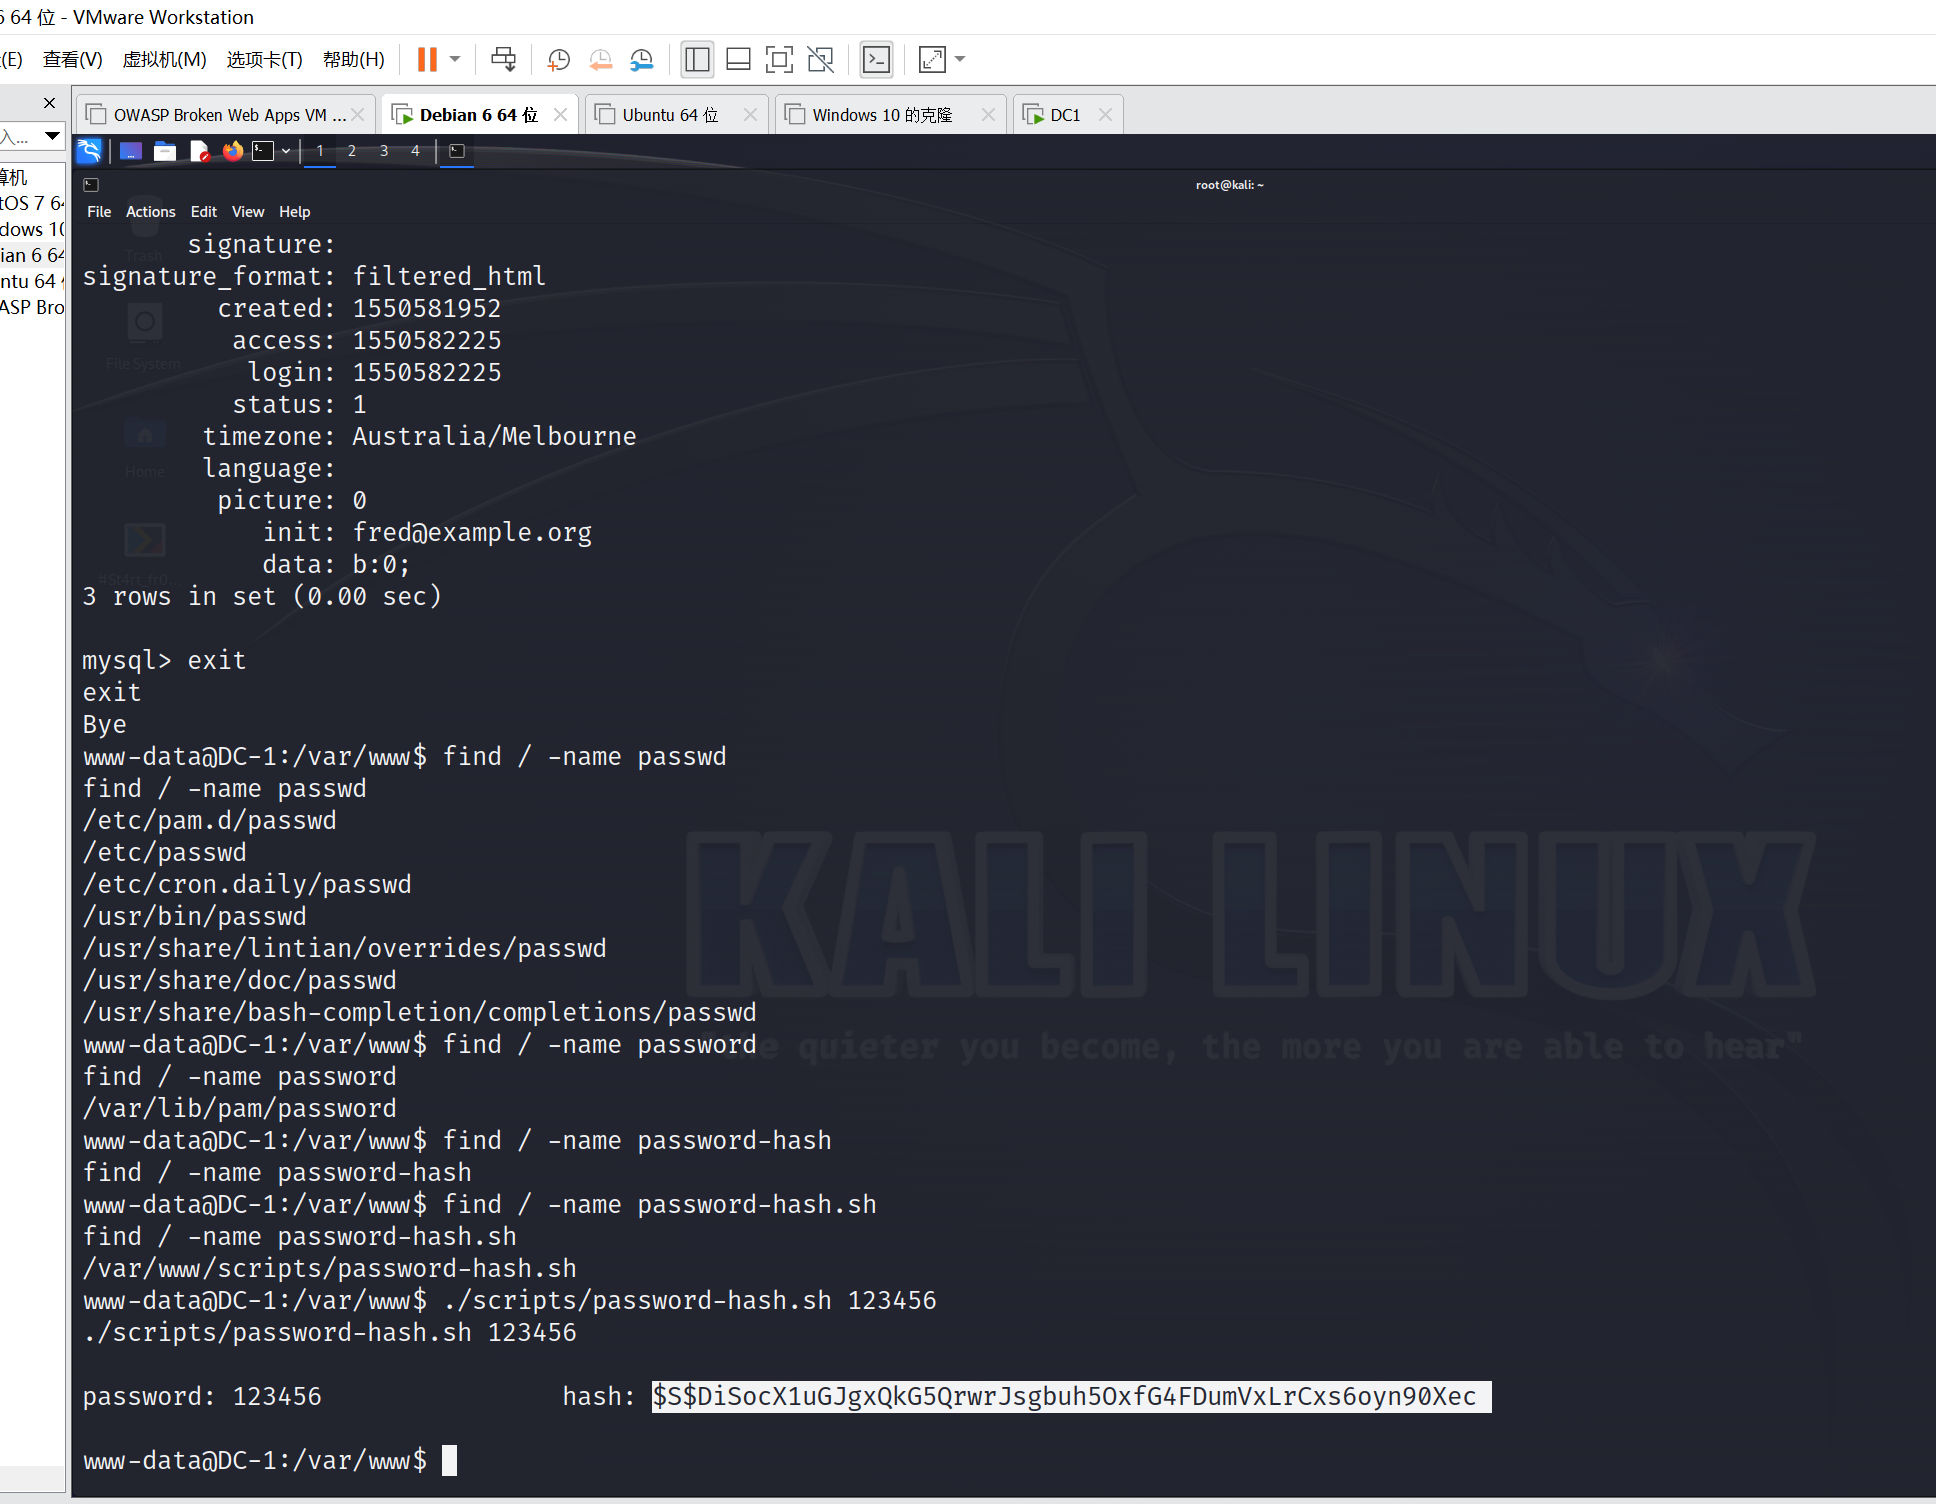 6 64 位 - VMware Workstation
(E) 查看(V) 虚拟机(M) 选项卡(T) 帮助(H)
OWASP Broken Web Apps VM ... Debian 6 64 位 Ubuntu 64 位 Windows 10 的克隆 DC1
入...
1 2 3 4
算机
tOS 7 64
dows 10
ian 6 64
ntu 64
ASP Bro
root@kali: ~
File Actions Edit View Help
Trash
File System
Home
signature:
signature_format: filtered_html
created: 1550581952
access: 1550582225
login: 1550582225
status: 1
timezone: Australia/Melbourne
language:
picture: 0
init: fred@example.org
data: b:0;
3 rows in set (0.00 sec)
mysql> exit
exit
Bye
www-data@DC-1:/var/www$ find / -name passwd
find / -name passwd
/etc/pam.d/passwd
/etc/passwd
/etc/cron.daily/passwd
/usr/bin/passwd
/usr/share/lintian/overrides/passwd
/usr/share/doc/passwd
/usr/share/bash-completion/completions/passwd
www-data@DC-1:/var/www$ find / -name password
find / -name password
/var/lib/pam/password
www-data@DC-1:/var/www$ find / -name password-hash
find / -name password-hash
www-data@DC-1:/var/www$ find / -name password-hash.sh
find / -name password-hash.sh
/var/www/scripts/password-hash.sh
www-data@DC-1:/var/www$ ./scripts/password-hash.sh 123456
./scripts/password-hash.sh 123456
password: 123456 hash: $S$DiSocX1uGJgxQkG5QrwrJsgbuh5OxfG4FDumVxLrCxs6oyn90Xec
www-data@DC-1:/var/www$
KALI LINUX
quieter you become, the more you are able to hear"